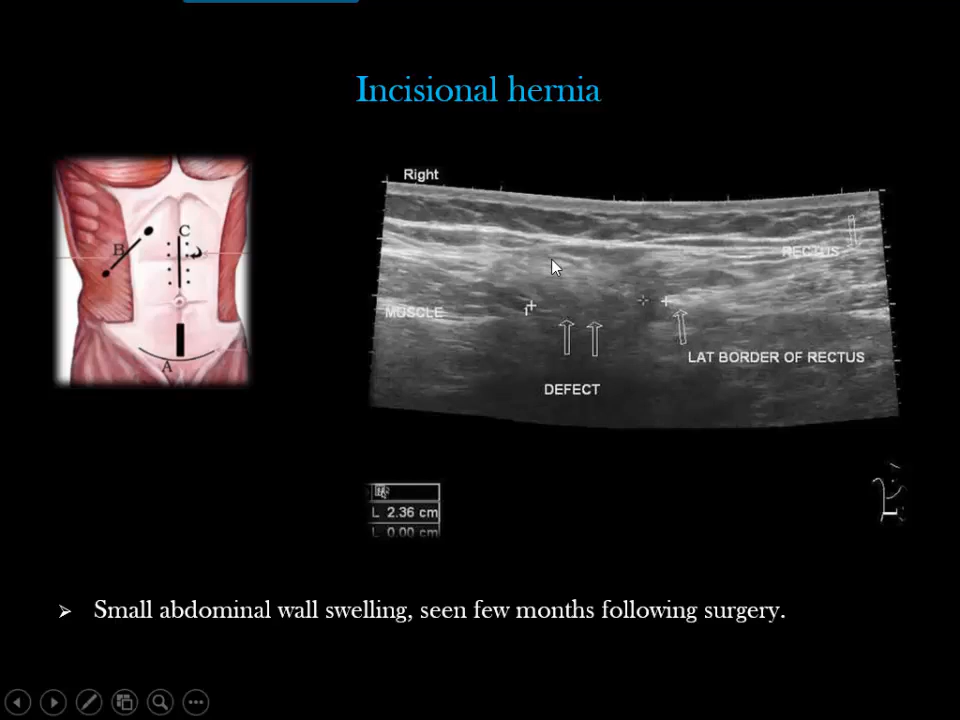 Incisional hernia
Right
C
B
A
RECTUS
MUSCLE
LAT BORDER OF RECTUS
DEFECT
L 2.36 cm
L 0.00 cm
Small abdominal wall swelling, seen few months following surgery.